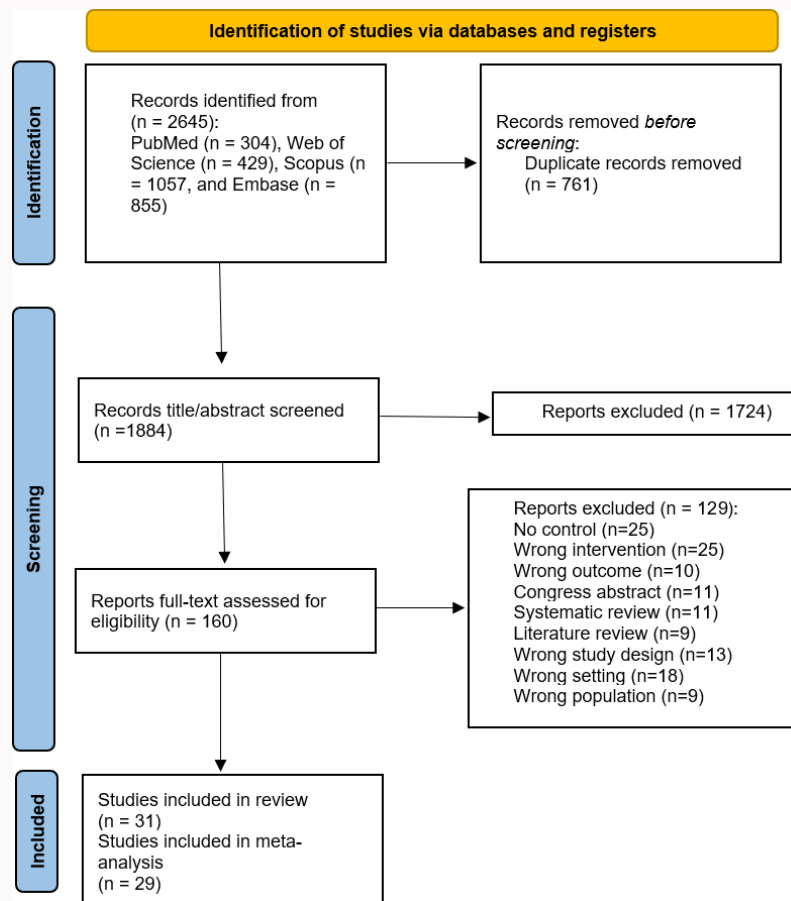 Identification of studies via databases and registers
Identification
Records identified from
(n = 2645):
PubMed (n = 304), Web of
Science (n = 429), Scopus (n
= 1057, and Embase (n =
855)
Records removed before
screening:
Duplicate records removed
(n = 761)
Screening
Records title/abstract screened
(n =1884)
Reports excluded (n = 1724)
Reports full-text assessed for
eligibility (n = 160)
Reports excluded (n = 129):
No control (n=25)
Wrong intervention (n=25)
Wrong outcome (n=10)
Congress abstract (n=11)
Systematic review (n=11)
Literature review (n=9)
Wrong study design (n=13)
Wrong setting (n=18)
Wrong population (n=9)
Included
Studies included in review
(n = 31)
Studies included in meta-
analysis
(n = 29)